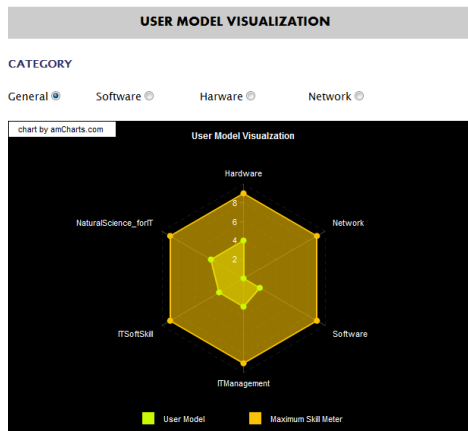 USER MODEL VISUALIZATION
CATEGORY
General Software Harware Network
chart by amCharts.com
User Model Visualzation
Hardware
8
NaturalScience_forIT Network
6
4
2
ITSoftSkill Software
ITManagement
User Model Maximum Skill Meter